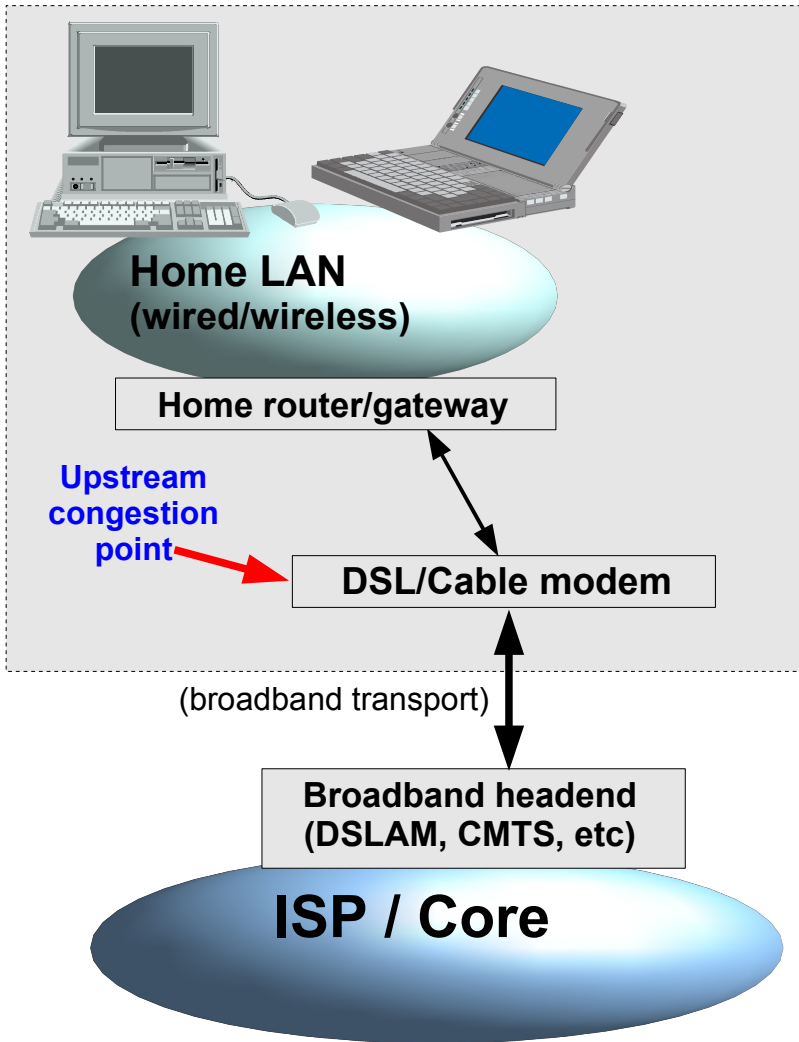 Home LAN
(wired/wireless)
Home router/gateway
Upstream
congestion
point
DSL/Cable modem
(broadband transport)
Broadband headend
(DSLAM, CMTS, etc)
ISP / Core